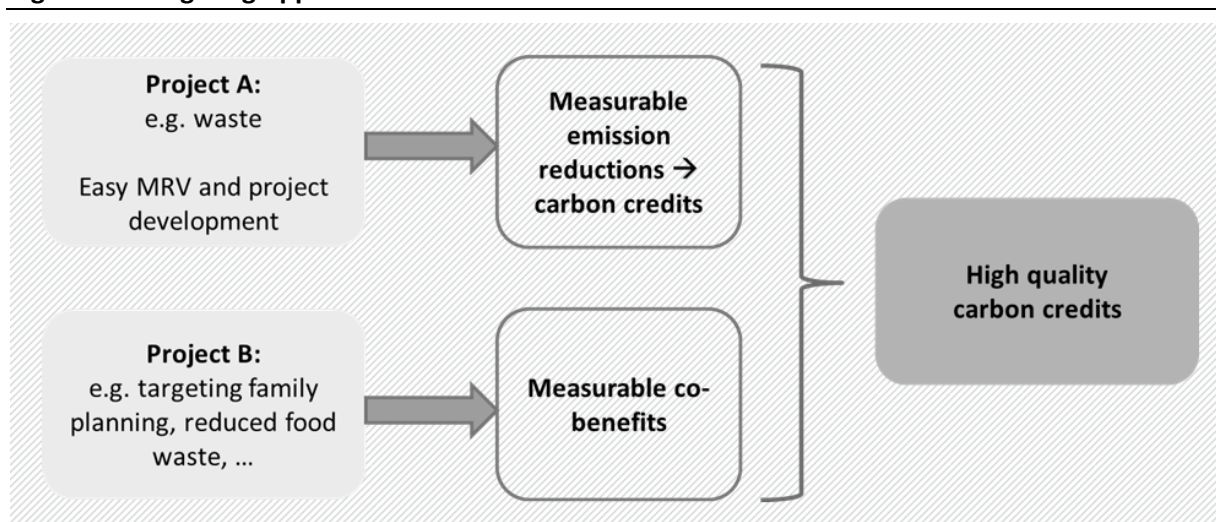 Project A:
e.g. waste
Easy MRV and project
development
Measurable
emission
reductions →
carbon credits
High quality
carbon credits
Project B:
e.g. targeting family
planning, reduced food
waste, …
Measurable co-
benefits